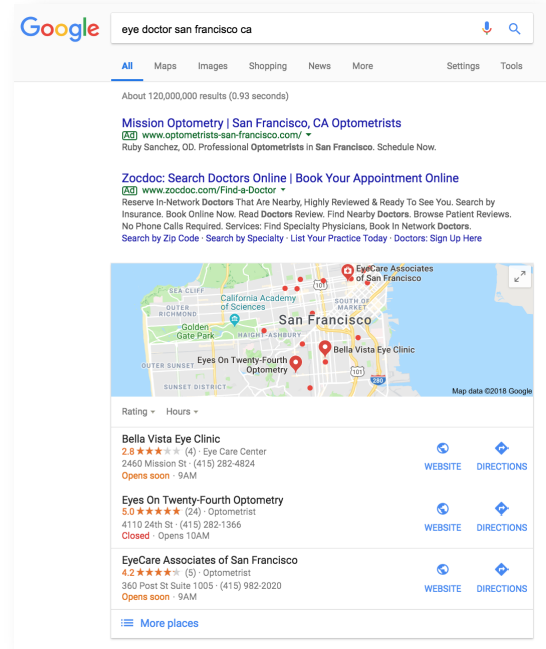 Google
eye doctor san francisco ca
All Maps Images Shopping News More Settings Tools
About 120,000,000 results (0.93 seconds)
Mission Optometry | San Francisco, CA Optometrists
Ad www.optometrists-san-francisco.com/
Ruby Sanchez, OD. Professional Optometrists in San Francisco. Schedule Now.
Zocdoc: Search Doctors Online | Book Your Appointment Online
Ad www.zocdoc.com/Find-a-Doctor
Reserve In-Network Doctors That Are Nearby, Highly Reviewed & Ready To See You. Search by
Insurance. Book Online Now. Read Doctors Review. Find Nearby Doctors. Browse Patient Reviews.
No Phone Calls Required. Services: Find Specialty Physicians, Book In Network Doctors.
Search by Zip Code · Search by Specialty · List Your Practice Today · Doctors: Sign Up Here
EyeCare Associates
of San Francisco
101
SEA CLIFF
California Academy
of Sciences
SOUTH OF
MARKET
OUTER
RICHMOND
San Francisco
Golden
Gate Park
HAIGHT-ASHBURY
Bella Vista Eye Clinic
Eyes On Twenty-Fourth
Optometry
OUTER SUNSET
101
280
SUNSET DISTRICT
Map data ©2018 Google
Rating Hours
Bella Vista Eye Clinic
2.8 (4) · Eye Care Center
2460 Mission St · (415) 282-4824
Opens soon · 9AM
WEBSITE DIRECTIONS
Eyes On Twenty-Fourth Optometry
5.0 (24) · Optometrist
4110 24th St · (415) 282-1366
Closed · Opens 10AM
WEBSITE DIRECTIONS
EyeCare Associates of San Francisco
4.2 (5) · Optometrist
360 Post St Suite 1005 · (415) 982-2020
Opens soon · 9AM
WEBSITE DIRECTIONS
More places